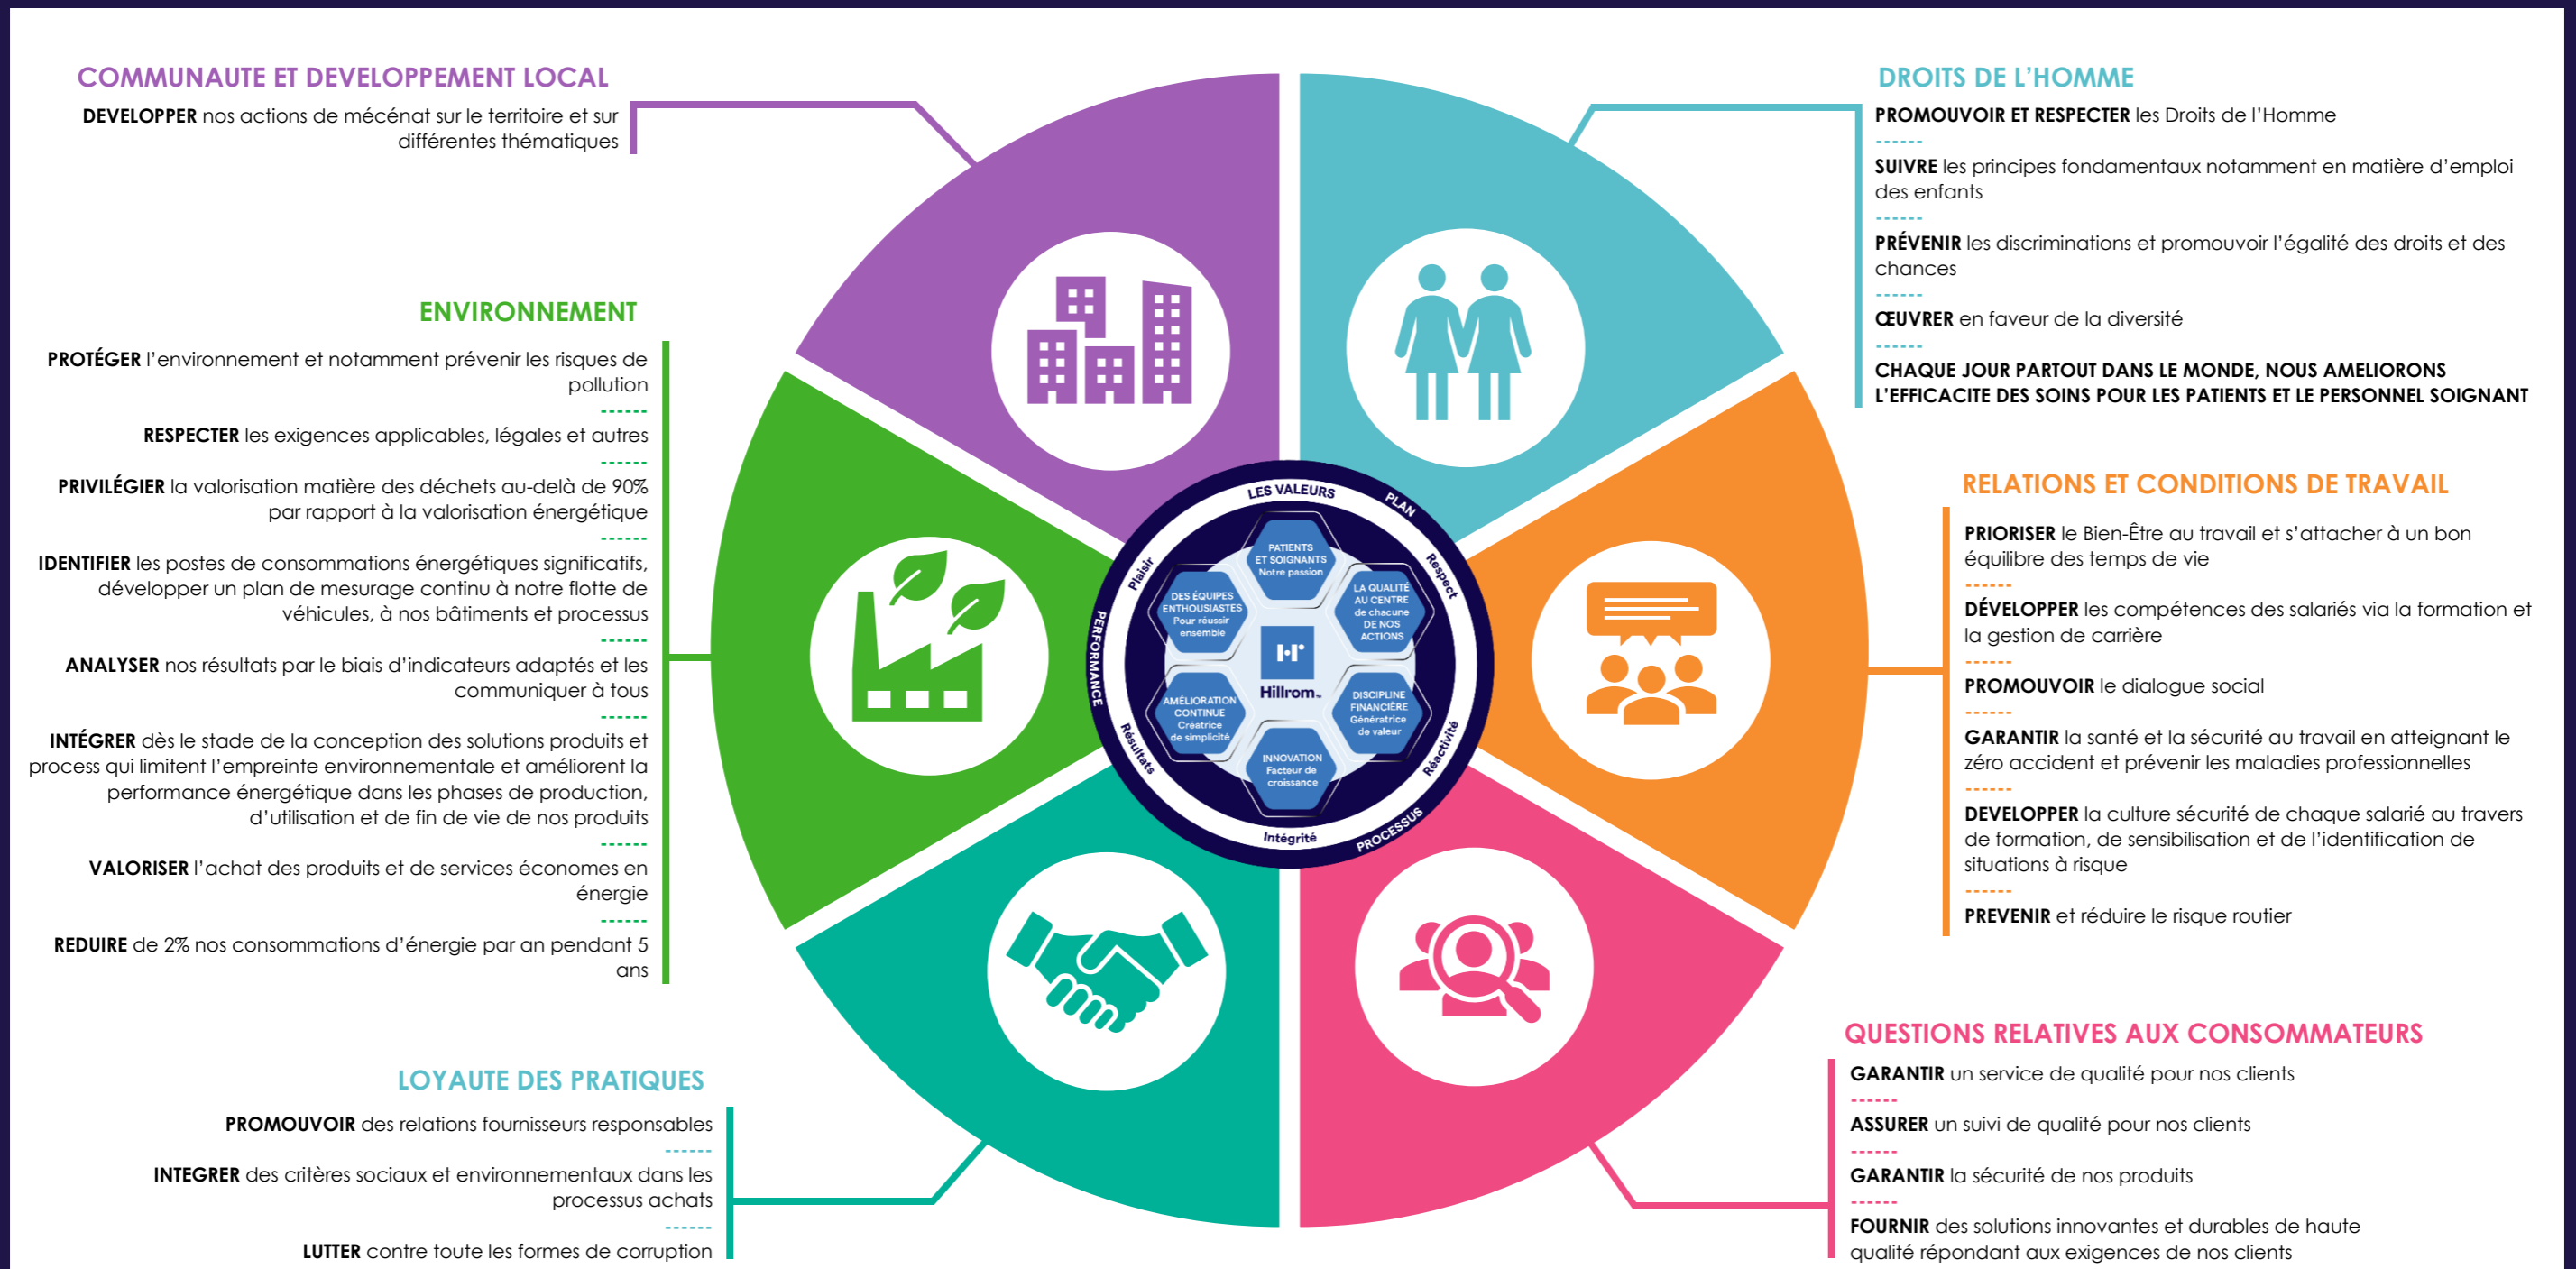 COMMUNAUTE ET DEVELOPPEMENT LOCAL
DEVELOPPER nos actions de mécénat sur le territoire et sur
différentes thématiques
ENVIRONNEMENT
PROTÉGER l'environnement et notamment prévenir les risques de
pollution
------
RESPECTER les exigences applicables, légales et autres
------
PRIVILÉGIER la valorisation matière des déchets au-delà de 90%
par rapport à la valorisation énergétique
------
IDENTIFIER les postes de consommations énergétiques significatifs,
développer un plan de mesurage continu à notre flotte de
véhicules, à nos bâtiments et processus
------
ANALYSER nos résultats par le biais d'indicateurs adaptés et les
communiquer à tous
------
INTÉGRER dès le stade de la conception des solutions produits et
process qui limitent l'empreinte environnementale et améliorent la
performance énergétique dans les phases de production,
d'utilisation et de fin de vie de nos produits
------
VALORISER l'achat des produits et de services économes en
énergie
------
REDUIRE de 2% nos consommations d'énergie par an pendant 5
ans
LOYAUTE DES PRATIQUES
PROMOUVOIR des relations fournisseurs responsables
------
INTEGRER des critères sociaux et environnementaux dans les
processus achats
------
LUTTER contre toute les formes de corruption
LES VALEURS
PLAN
Respect
Réactivité
PROCESSUS
Intégrité
Résultats
PERFORMANCE
Plaisir
PATIENTS
ET SOIGNANTS
Notre passion
LA QUALITÉ
AU CENTRE
de chacune
DE NOS
ACTIONS
DISCIPLINE
FINANCIÈRE
Génératrice
de valeur
INNOVATION
Facteur de
croissance
AMÉLIORATION
CONTINUE
Créatrice
de simplicité
DES ÉQUIPES
ENTHOUSIASTES
Pour réussir
ensemble
Hillrom™
DROITS DE L'HOMME
PROMOUVOIR ET RESPECTER les Droits de l'Homme
------
SUIVRE les principes fondamentaux notamment en matière d'emploi
des enfants
------
PRÉVENIR les discriminations et promouvoir l'égalité des droits et des
chances
------
ŒUVRER en faveur de la diversité
------
CHAQUE JOUR PARTOUT DANS LE MONDE, NOUS AMELIORONS
L'EFFICACITE DES SOINS POUR LES PATIENTS ET LE PERSONNEL SOIGNANT
RELATIONS ET CONDITIONS DE TRAVAIL
PRIORISER le Bien-Être au travail et s'attacher à un bon
équilibre des temps de vie
------
DÉVELOPPER les compétences des salariés via la formation et
la gestion de carrière
------
PROMOUVOIR le dialogue social
------
GARANTIR la santé et la sécurité au travail en atteignant le
zéro accident et prévenir les maladies professionnelles
------
DEVELOPPER la culture sécurité de chaque salarié au travers
de formation, de sensibilisation et de l'identification de
situations à risque
------
PREVENIR et réduire le risque routier
QUESTIONS RELATIVES AUX CONSOMMATEURS
GARANTIR un service de qualité pour nos clients
------
ASSURER un suivi de qualité pour nos clients
------
GARANTIR la sécurité de nos produits
------
FOURNIR des solutions innovantes et durables de haute
qualité répondant aux exigences de nos clients